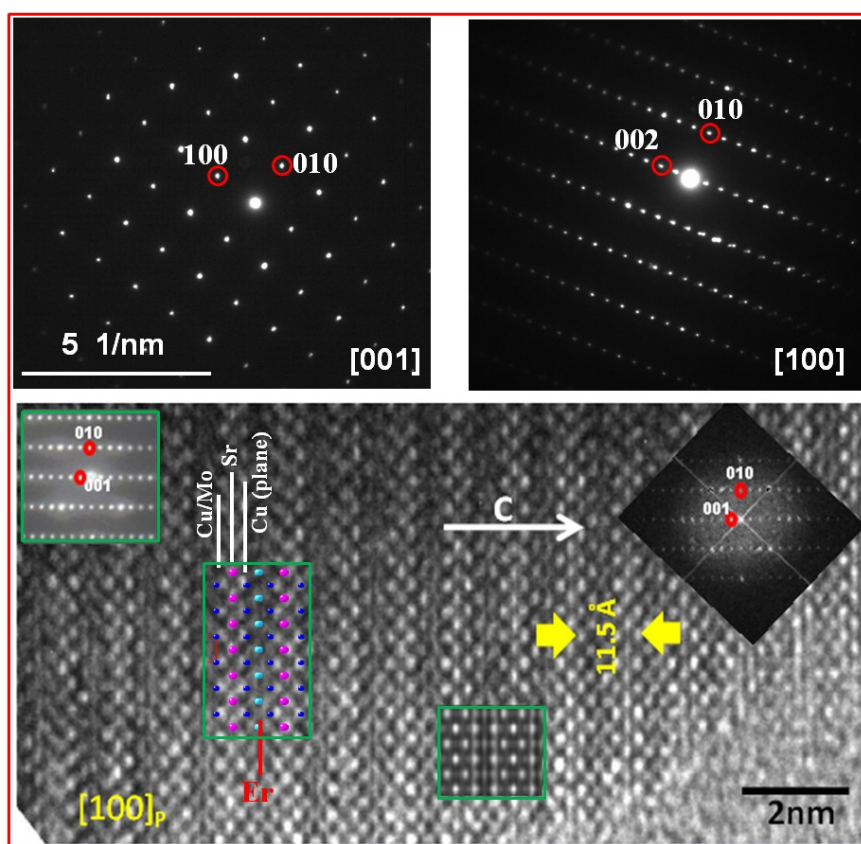 100
010
5 1/nm
[001]
010
002
[100]
010
001
Cu/Mo
Sr
Cu (plane)
C
010
001
11.5 Å
Er
[100]P
2nm